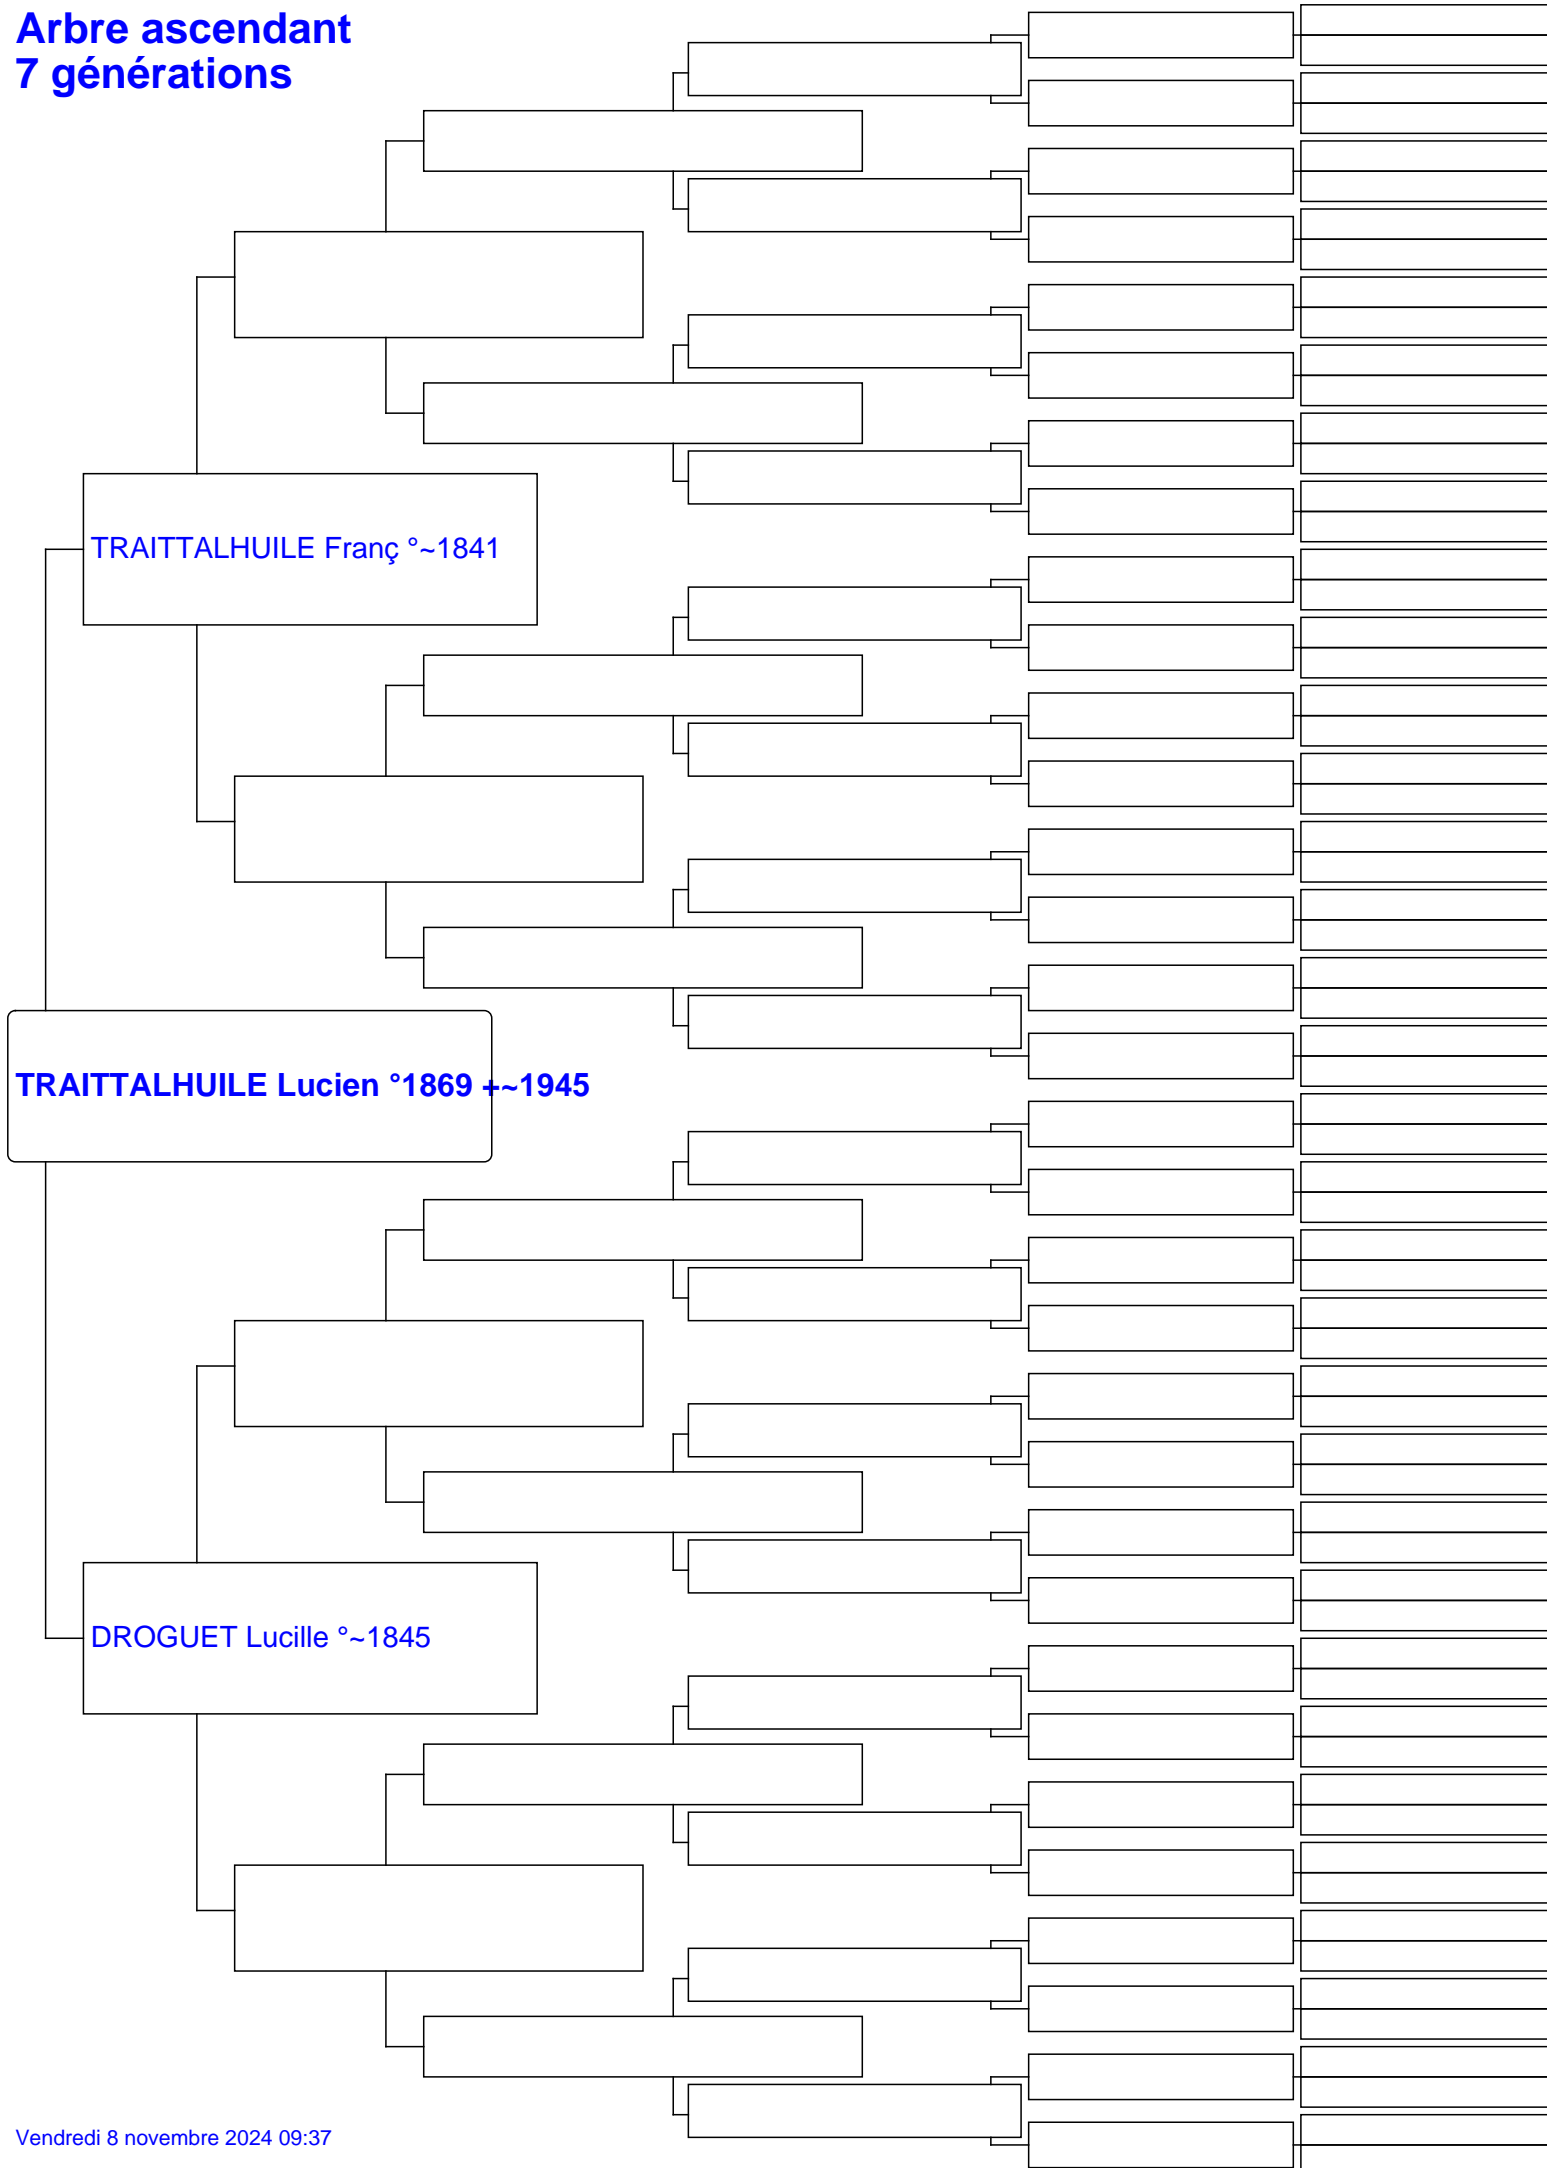 Arbre ascendant
7 générations
TRAITTALHUILE Franç °~1841
TRAITTALHUILE Lucien °1869 +~1945
DROGUET Lucille °~1845
Vendredi 8 novembre 2024 09:37